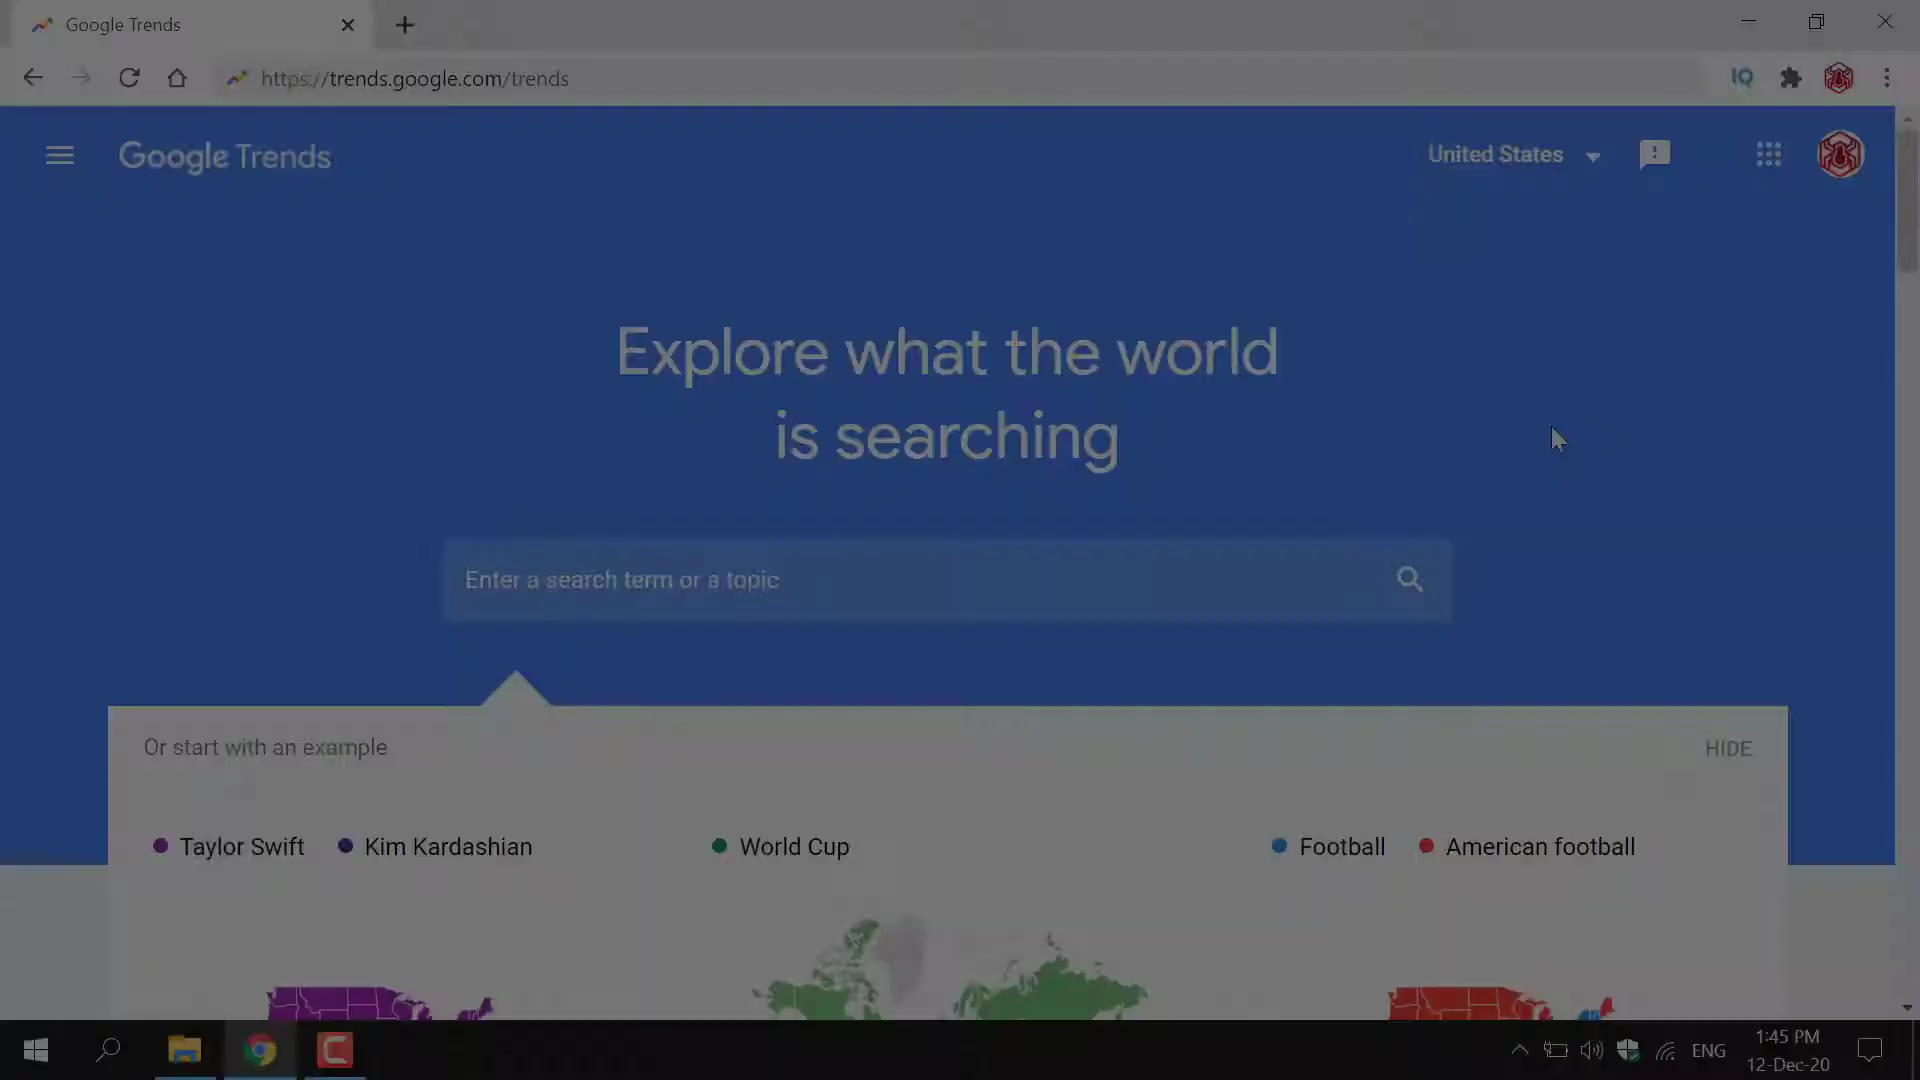 Google Trends
https://trends.google.com/trends
IQ
Google Trends
United States
Explore what the world
is searching
Enter a search term or a topic
Or start with an example
HIDE
Taylor Swift
Kim Kardashian
World Cup
Football
American football
ENG
1:45 PM
12-Dec-20